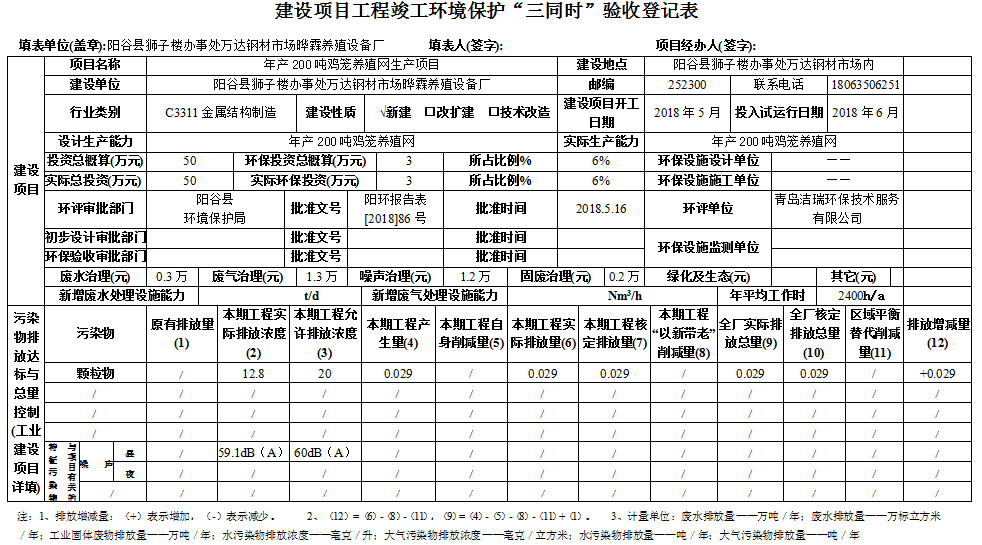 建设项目工程竣工环境保护“三同时”验收登记表
填表单位(盖章):阳谷县狮子楼办事处万达钢材市场晔霖养殖设备厂 填表人(签字): 项目经办人(签字):
建设项目
项目名称 年产200吨鸡笼养殖网生产项目 建设地点 阳谷县狮子楼办事处万达钢材市场内
建设单位 阳谷县狮子楼办事处万达钢材市场晔霖养殖设备厂 邮编 252300 联系电话 18063506251
行业类别 C3311金属结构制造 建设性质 √新建 口改扩建 口技术改造 建设项目开工日期 2018年5月 投入试运行日期 2018年6月
设计生产能力 年产200吨鸡笼养殖网 实际生产能力 年产200吨鸡笼养殖网
投资总概算(万元) 50 环保投资总概算(万元) 3 所占比例% 6% 环保设施设计单位 －－
实际总投资(万元) 50 实际环保投资(万元) 3 所占比例% 6% 环保设施施工单位 －－
环评审批部门 阳谷县环境保护局 批准文号 阳环报告表[2018]86号 批准时间 2018.5.16 环评单位 青岛洁瑞环保技术服务有限公司
初步设计审批部门 批准文号 批准时间 环保设施监测单位
环保验收审批部门 批准文号 批准时间
废水治理(元) 0.3万 废气治理(元) 1.3万 噪声治理(元) 1.2万 固废治理(元) 0.2万 绿化及生态(元) 其它(元)
新增废水处理设施能力 t/d 新增废气处理设施能力 Nm³/h 年平均工作时 2400h/a
污染物排放达标与总量控制(工业建设项目详填)
污染物 原有排放量(1) 本期工程实际排放浓度(2) 本期工程允许排放浓度(3) 本期工程产生量(4) 本期工程自身削减量(5) 本期工程实际排放量(6) 本期工程核定排放量(7) 本期工程“以新带老”削减量(8) 全厂实际排放总量(9) 全厂核定排放总量(10) 区域平衡替代削减量(11) 排放增减量(12)
颗粒物 / 12.8 20 0.029 / 0.029 0.029 / 0.029 0.029 / +0.029
/ / / / / / / / / / / / /
/ / / / / / / / / / / / /
/ / / / / / / / / / / / /
与项目有关的特征污染物
噪声 昼 / 59.1dB（A） 60dB（A） / / / / / / / / /
夜 / / / / / / / / / / / /
/ / / / / / / / / / / / /
注：1、排放增减量：（+）表示增加，（-）表示减少。 2、（12）＝（6）-（8）-（11），（9）＝（4）-（5）-（8）-（11）+（1）。 3、计量单位：废水排放量——万吨／年；废水排放量——万标立方米
／年；工业固体废物排放量——万吨／年；水污染物排放浓度——毫克／升；大气污染物排放浓度——毫克／立方米；水污染物排放量——吨／年；大气污染物排放量——吨／年